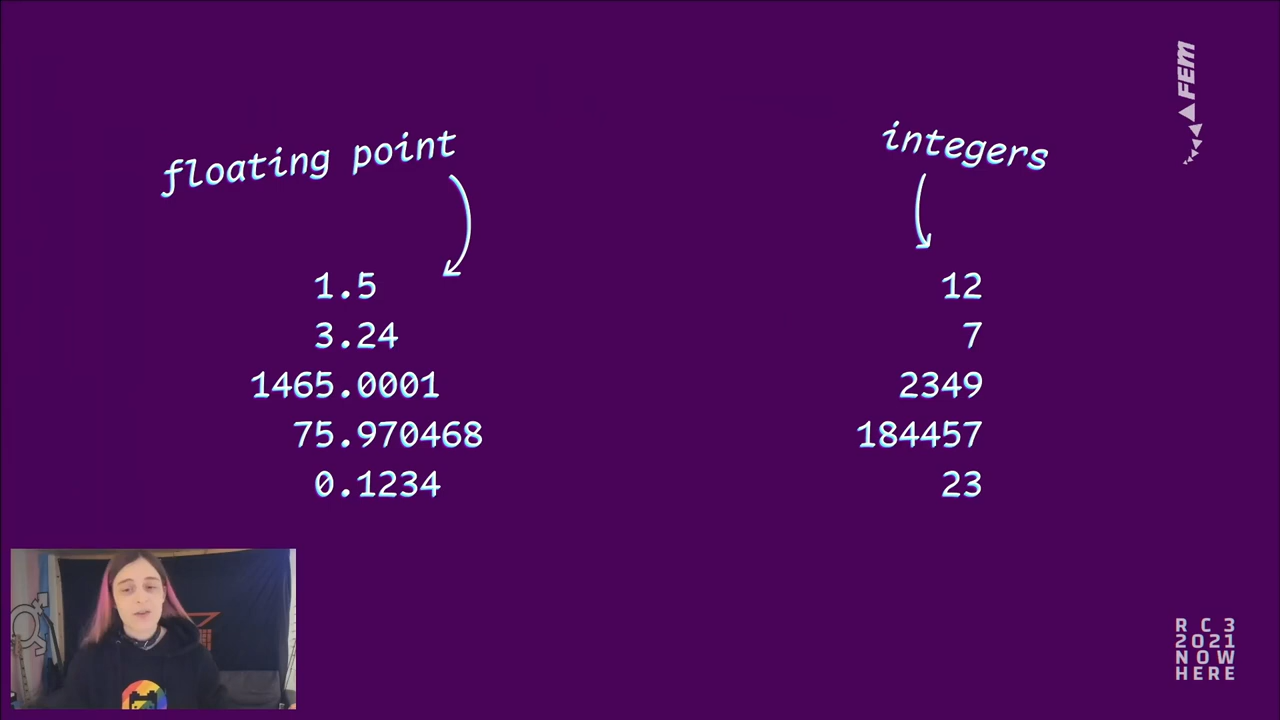 floating point
1.5
3.24
1465.0001
75.970468
0.1234
integers
12
7
2349
184457
23
FEM
RC3
2021
NOW
HERE